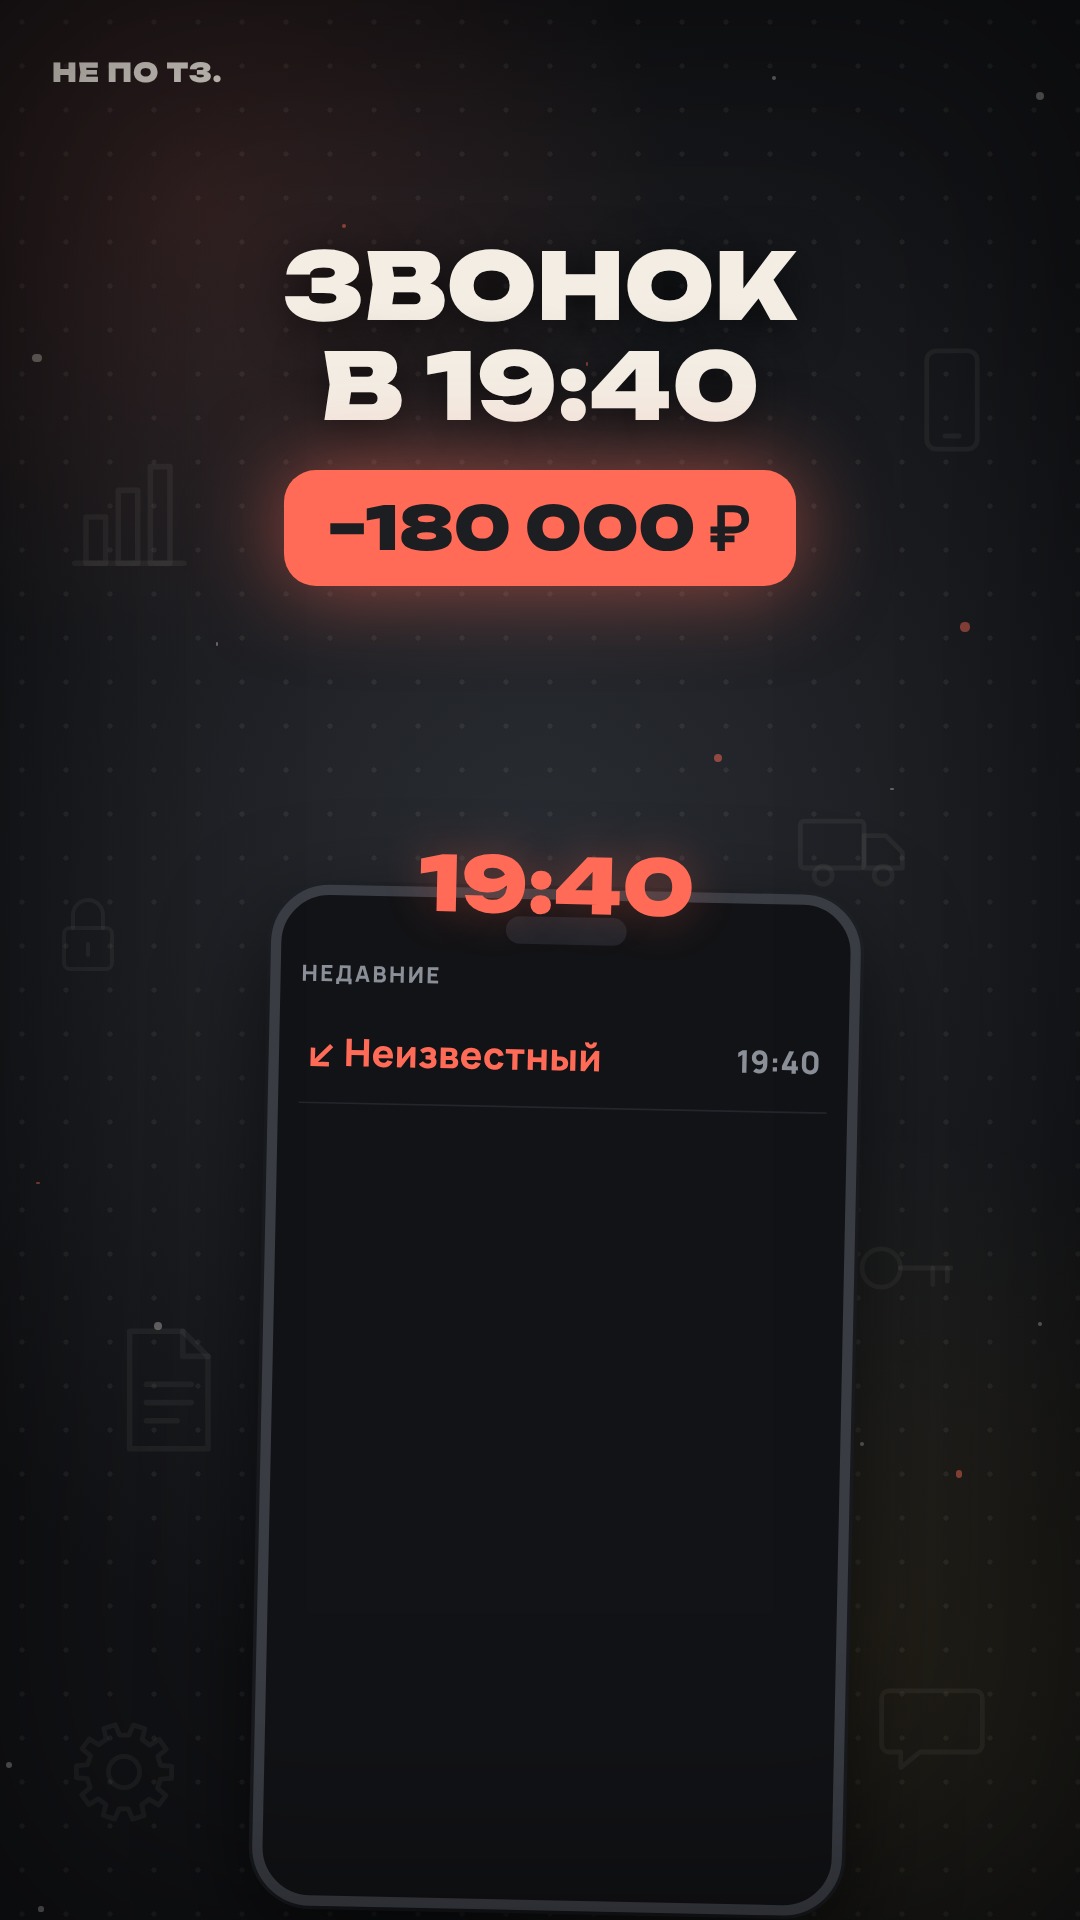 НЕ ПО ТЗ.
ЗВОНОК
В 19:40
−180 000 ₽
19:40
НЕДАВНИЕ
↙ Неизвестный 19:40